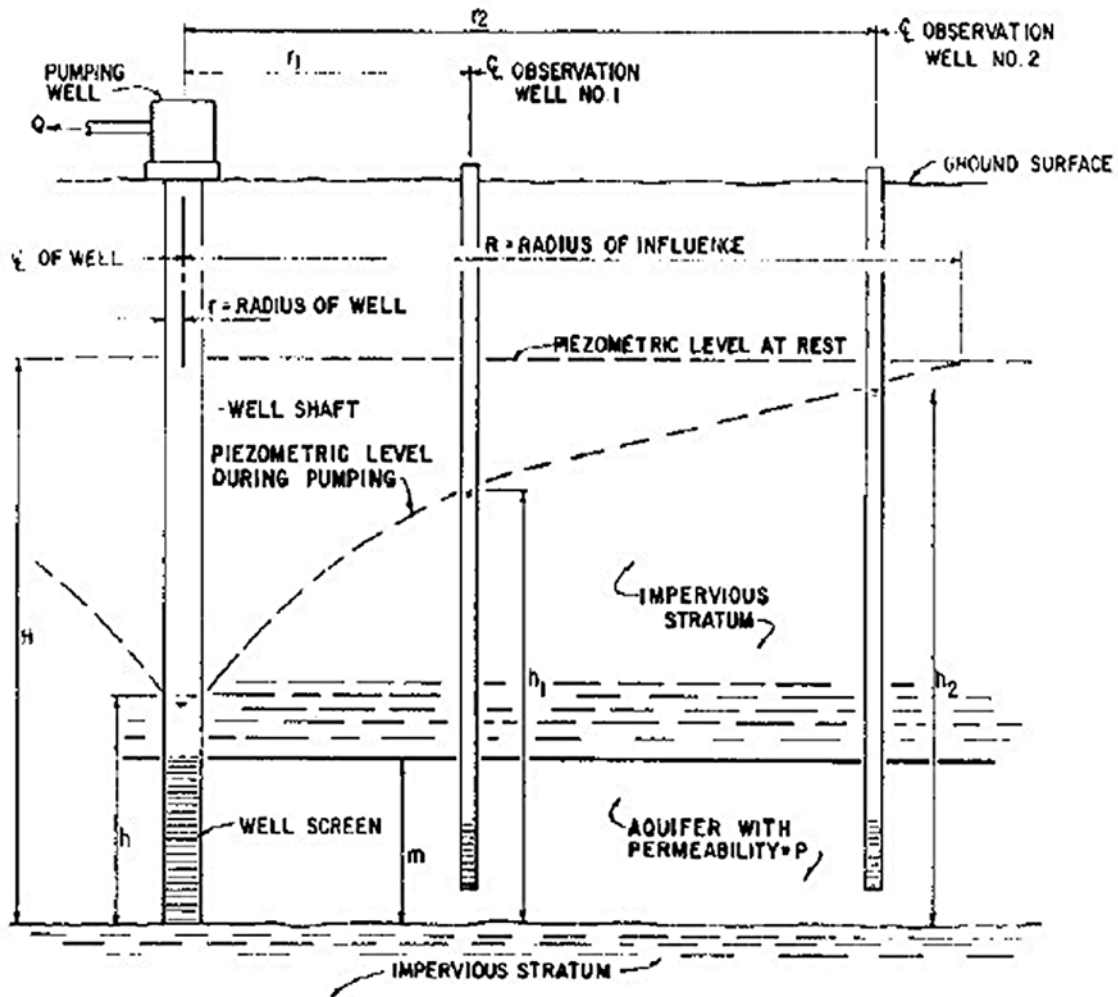 r2
℄ OBSERVATION
WELL NO. 2
r1
℄ OBSERVATION
WELL NO. 1
PUMPING
WELL
Q
GROUND SURFACE
R = RADIUS OF INFLUENCE
℄ OF WELL
r = RADIUS OF WELL
PIEZOMETRIC LEVEL AT REST
-WELL SHAFT
PIEZOMETRIC LEVEL
DURING PUMPING
IMPERVIOUS
STRATUM
H
h1
h2
h
WELL SCREEN
m
AQUIFER WITH
PERMEABILITY = P
IMPERVIOUS STRATUM